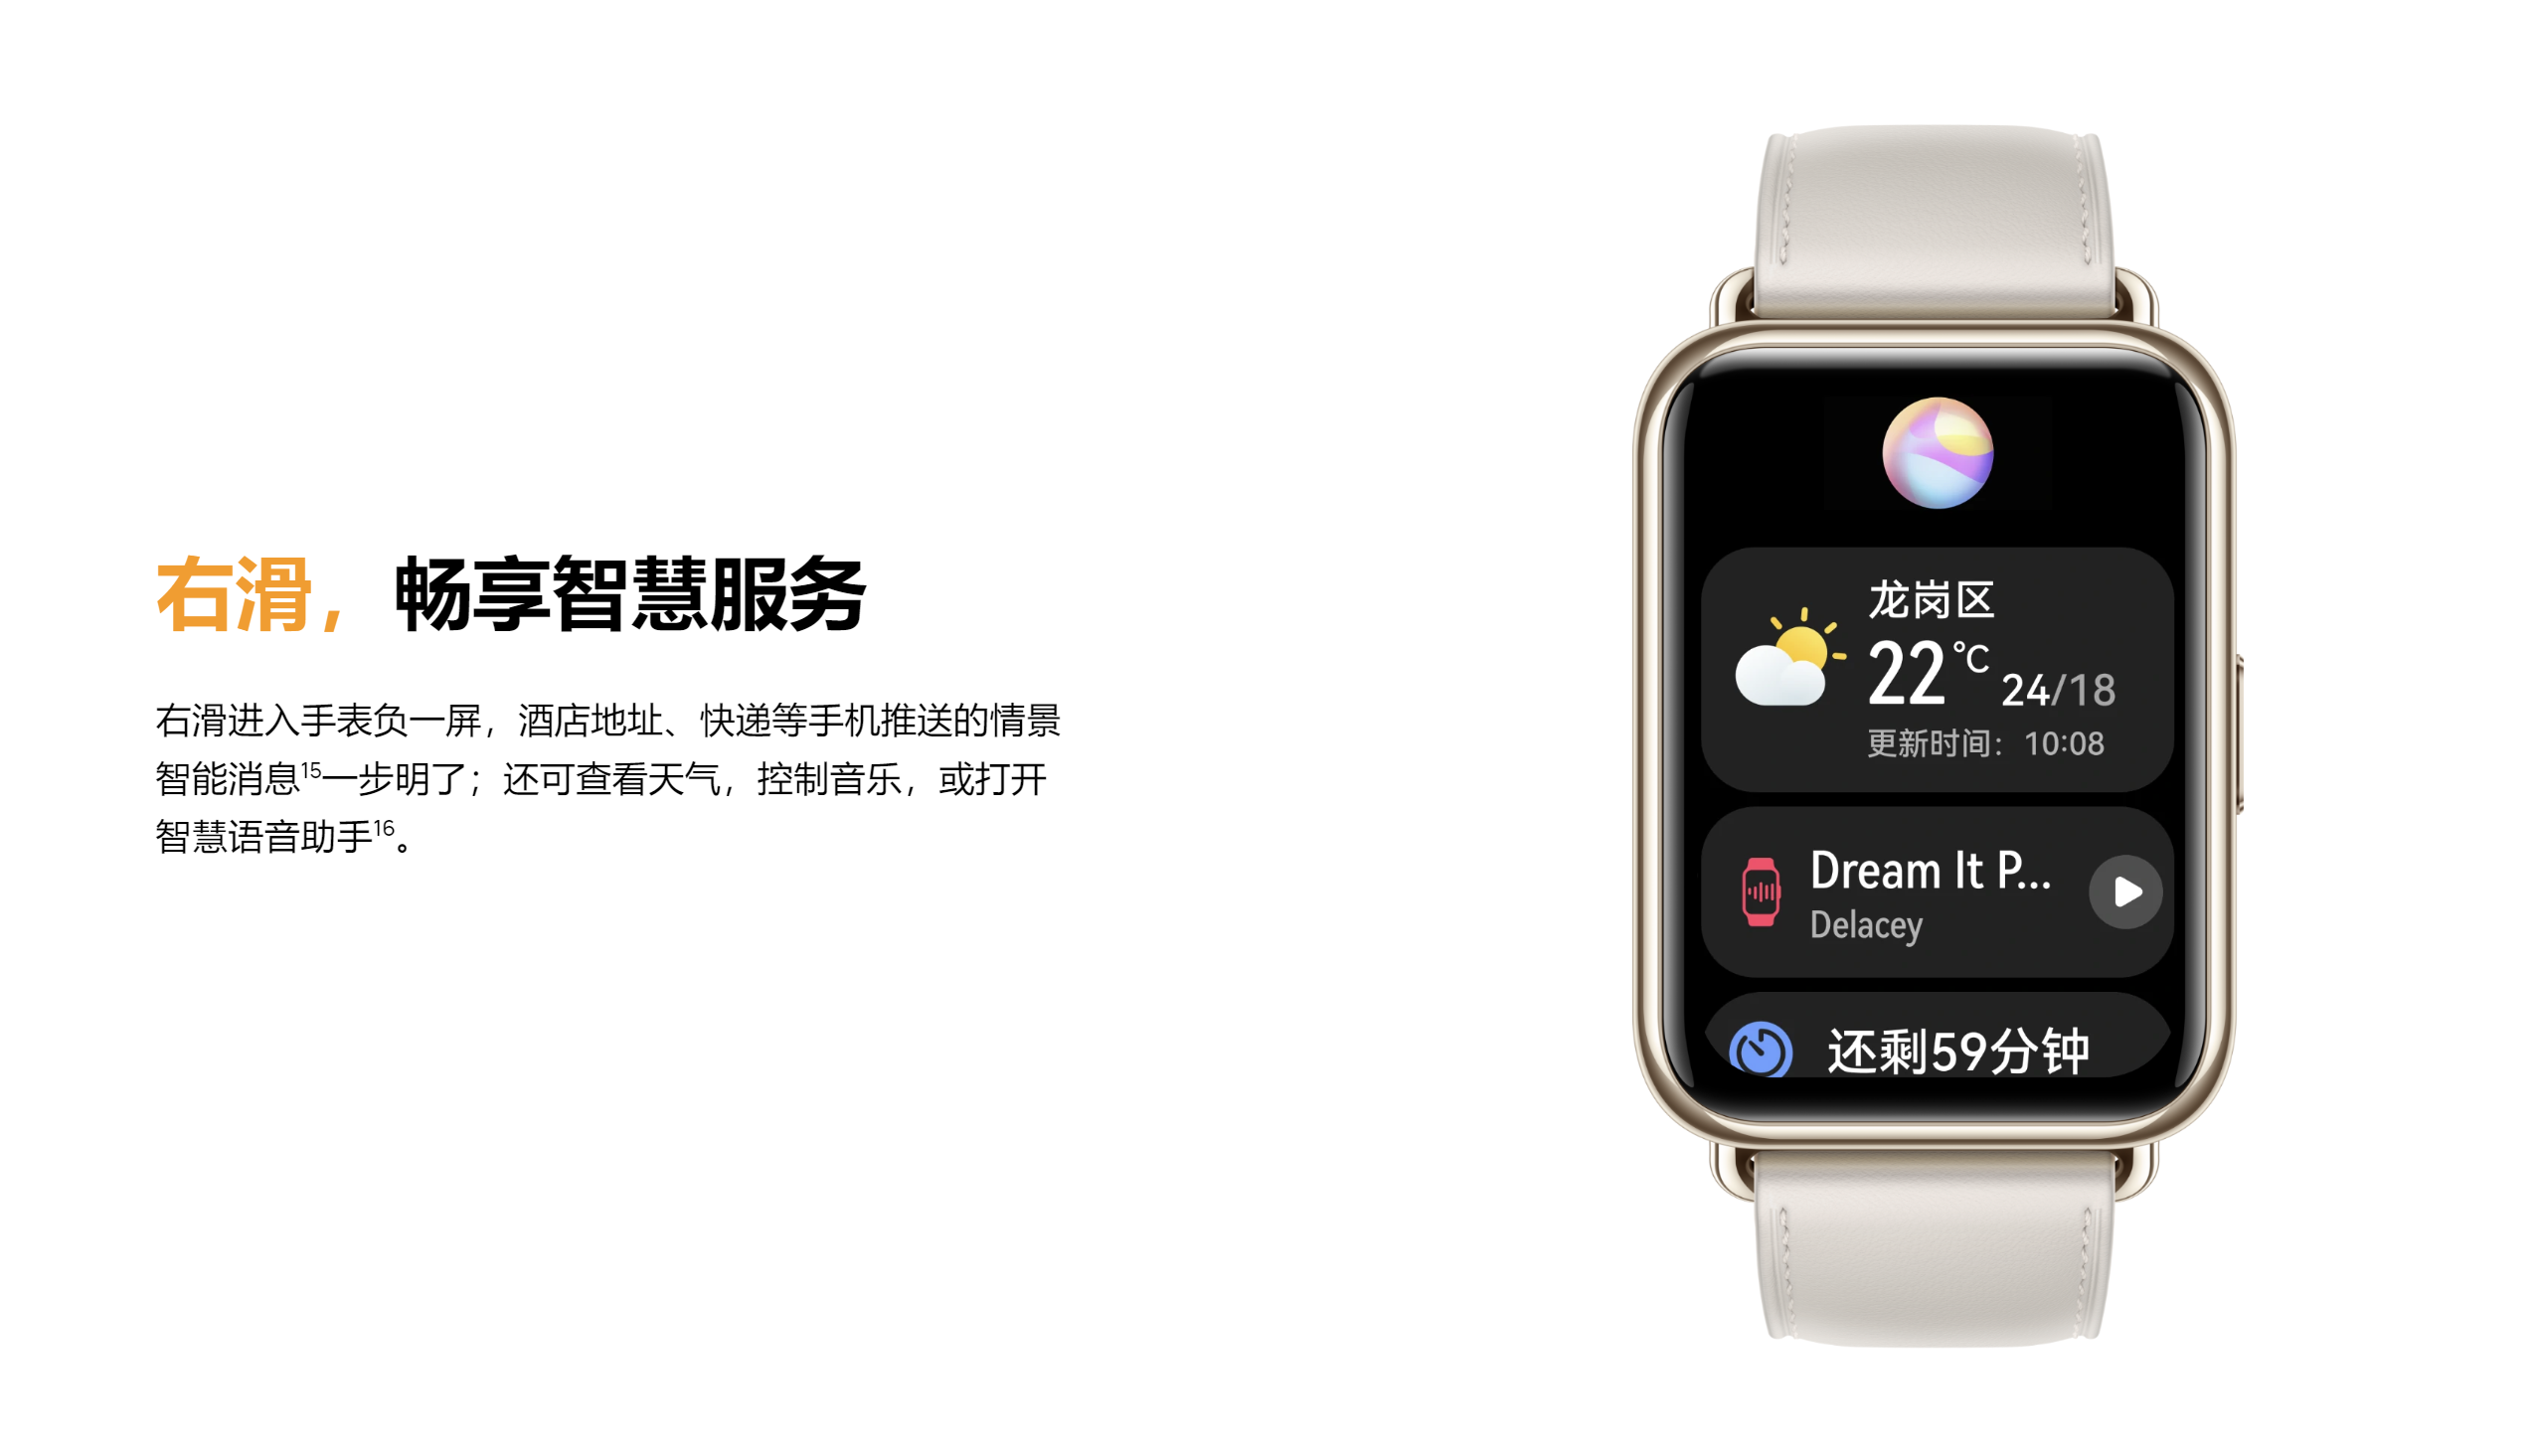 右滑，畅享智慧服务
右滑进入手表负一屏，酒店地址、快递等手机推送的情景
智能消息15一步明了；还可查看天气，控制音乐，或打开
智慧语音助手16。
龙岗区
22℃ 24/18
更新时间：10:08
Dream It P...
Delacey
还剩59分钟